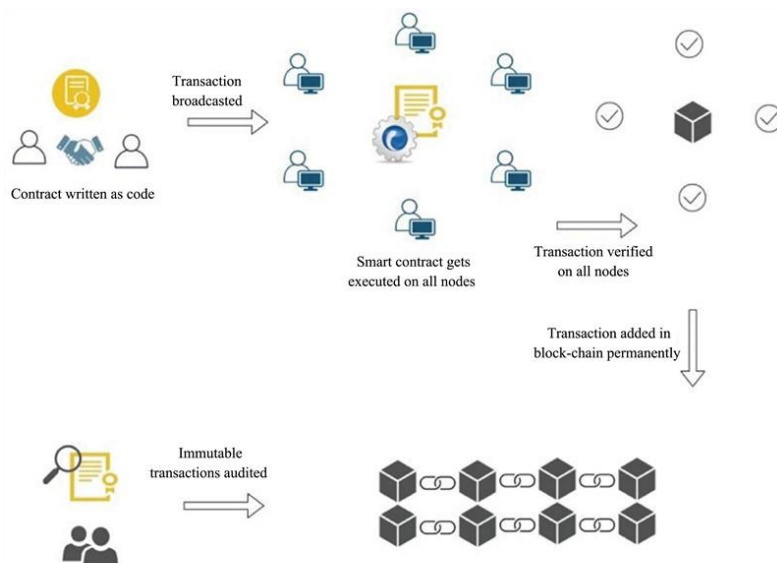 Transaction
broadcasted
Contract written as code
Smart contract gets
executed on all nodes
Transaction verified
on all nodes
Transaction added in
block-chain permanently
Immutable
transactions audited